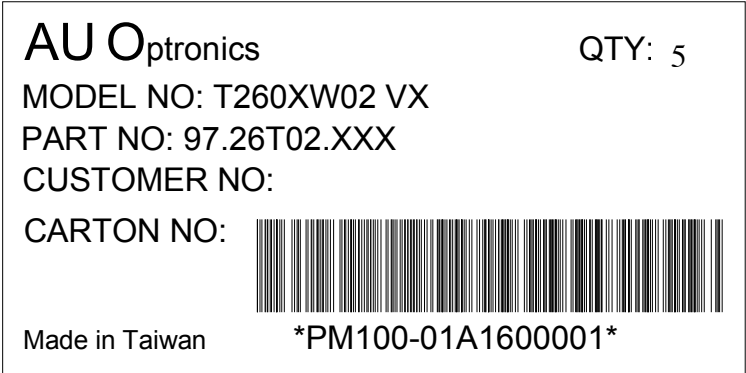 AU Optronics QTY: 5
MODEL NO: T260XW02 VX
PART NO: 97.26T02.XXX
CUSTOMER NO:
CARTON NO:
Made in Taiwan *PM100-01A1600001*